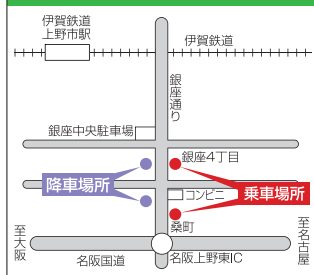 伊賀鉄道
上野市駅
伊賀鉄道
銀座通り
銀座中央駐車場
銀座4丁目
降車場所
乗車場所
コンビニ
桑町
至大阪
至名古屋
名阪国道
名阪上野東IC